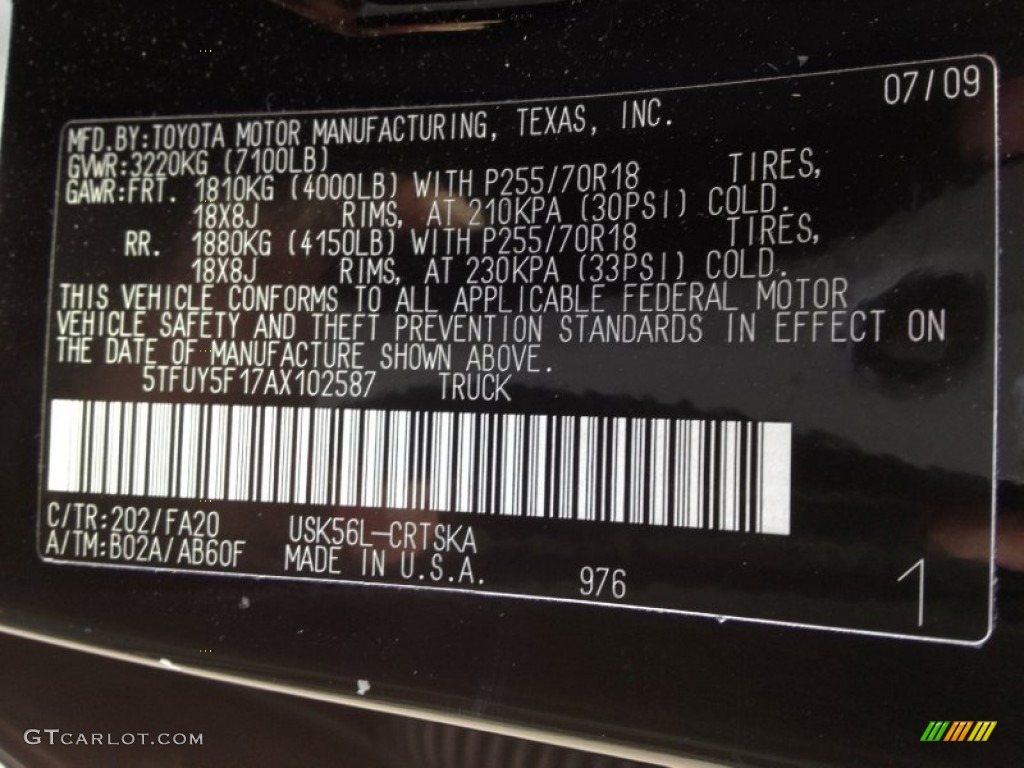 07/09
MFD.BY:TOYOTA MOTOR MANUFACTURING, TEXAS, INC.
GVWR:3220KG (7100LB)
GAWR:FRT. 1810KG (4000LB) WITH P255/70R18 TIRES,
18X8J RIMS, AT 210KPA (30PSI) COLD.
RR. 1880KG (4150LB) WITH P255/70R18 TIRES,
18X8J RIMS, AT 230KPA (33PSI) COLD.
THIS VEHICLE CONFORMS TO ALL APPLICABLE FEDERAL MOTOR
VEHICLE SAFETY AND THEFT PREVENTION STANDARDS IN EFFECT ON
THE DATE OF MANUFACTURE SHOWN ABOVE.
5TFUY5F17AX102587 TRUCK
C/TR:202/FA20 USK56L-CRTSKA
A/TM:B02A/AB60F MADE IN U.S.A. 976 1
GTCARLOT.COM